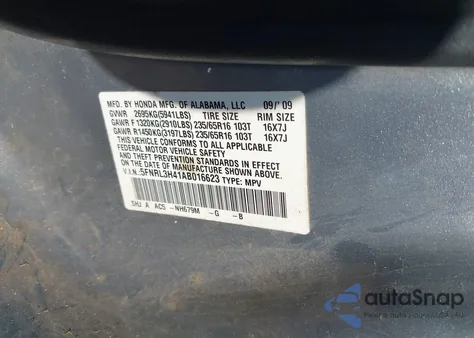 MFD. BY HONDA MFG. OF ALABAMA, LLC 09/'09
GVWR 2695KG(5941LBS) TIRE SIZE RIM SIZE
GAWR F1320KG(2910LBS) 235/65R16 103T 16X7J
GAWR R1450KG(3197LBS) 235/65R16 103T 16X7J
THIS VEHICLE CONFORMS TO ALL APPLICABLE
FEDERAL MOTOR VEHICLE SAFETY
AND THEFT PREVENTION STANDARDS IN EFFECT
ON THE DATE OF MANUFACTURE SHOWN ABOVE.
V.I.N.:5FNRL3H41AB016623 TYPE: MPV
SHJ A AC5 -NH679M -G -B
autoSnap